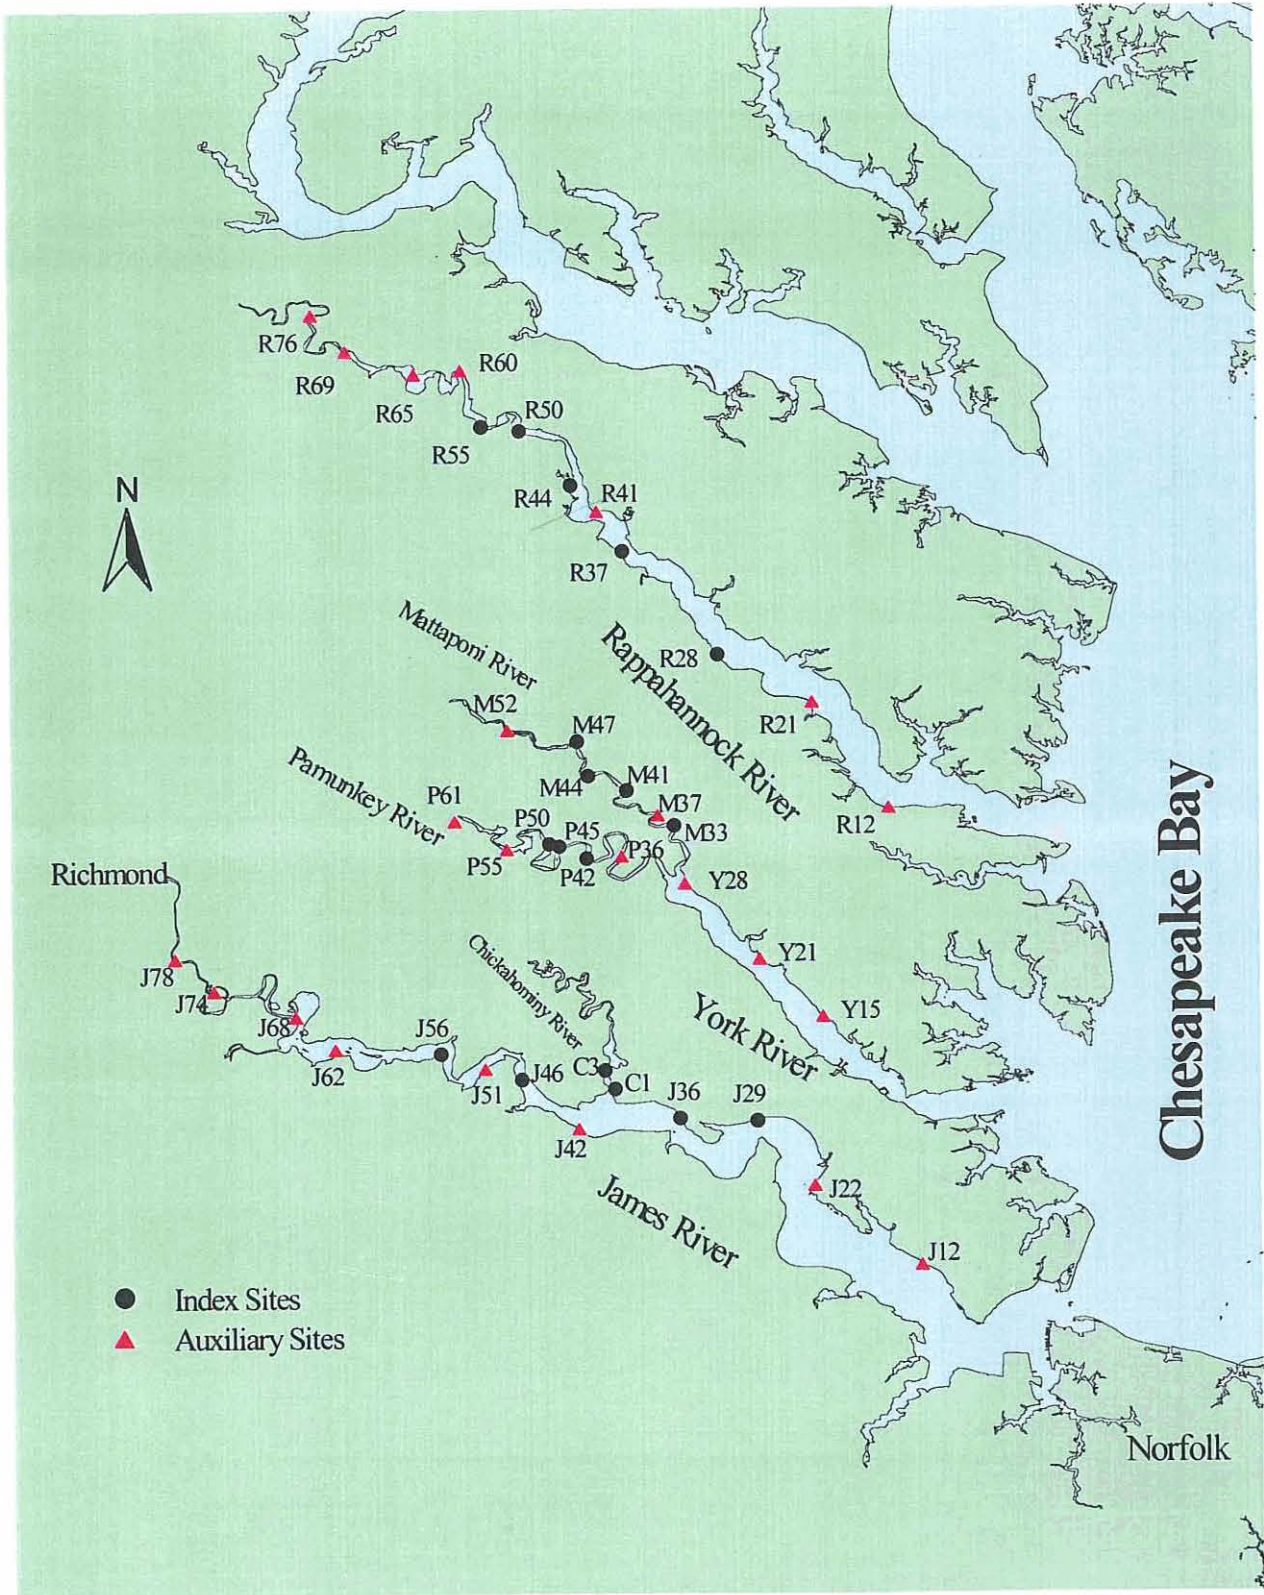 R76
R60
R69
R65
R50
R55
N
R44
R41
R37
Mattaponi River
Rappahannock River
R28
M52
M47
R21
Pamunkey River
M44
M41
P61
M37
R12
P50
P45
M33
P55
P42
P36
Richmond
Y28
Chesapeake Bay
Chickahominy River
Y21
J78
J74
York River
Y15
J68
J56
J62
J51
J46
C3
C1
J36
J29
J42
James River
J22
J12
Index Sites
Auxiliary Sites
Norfolk